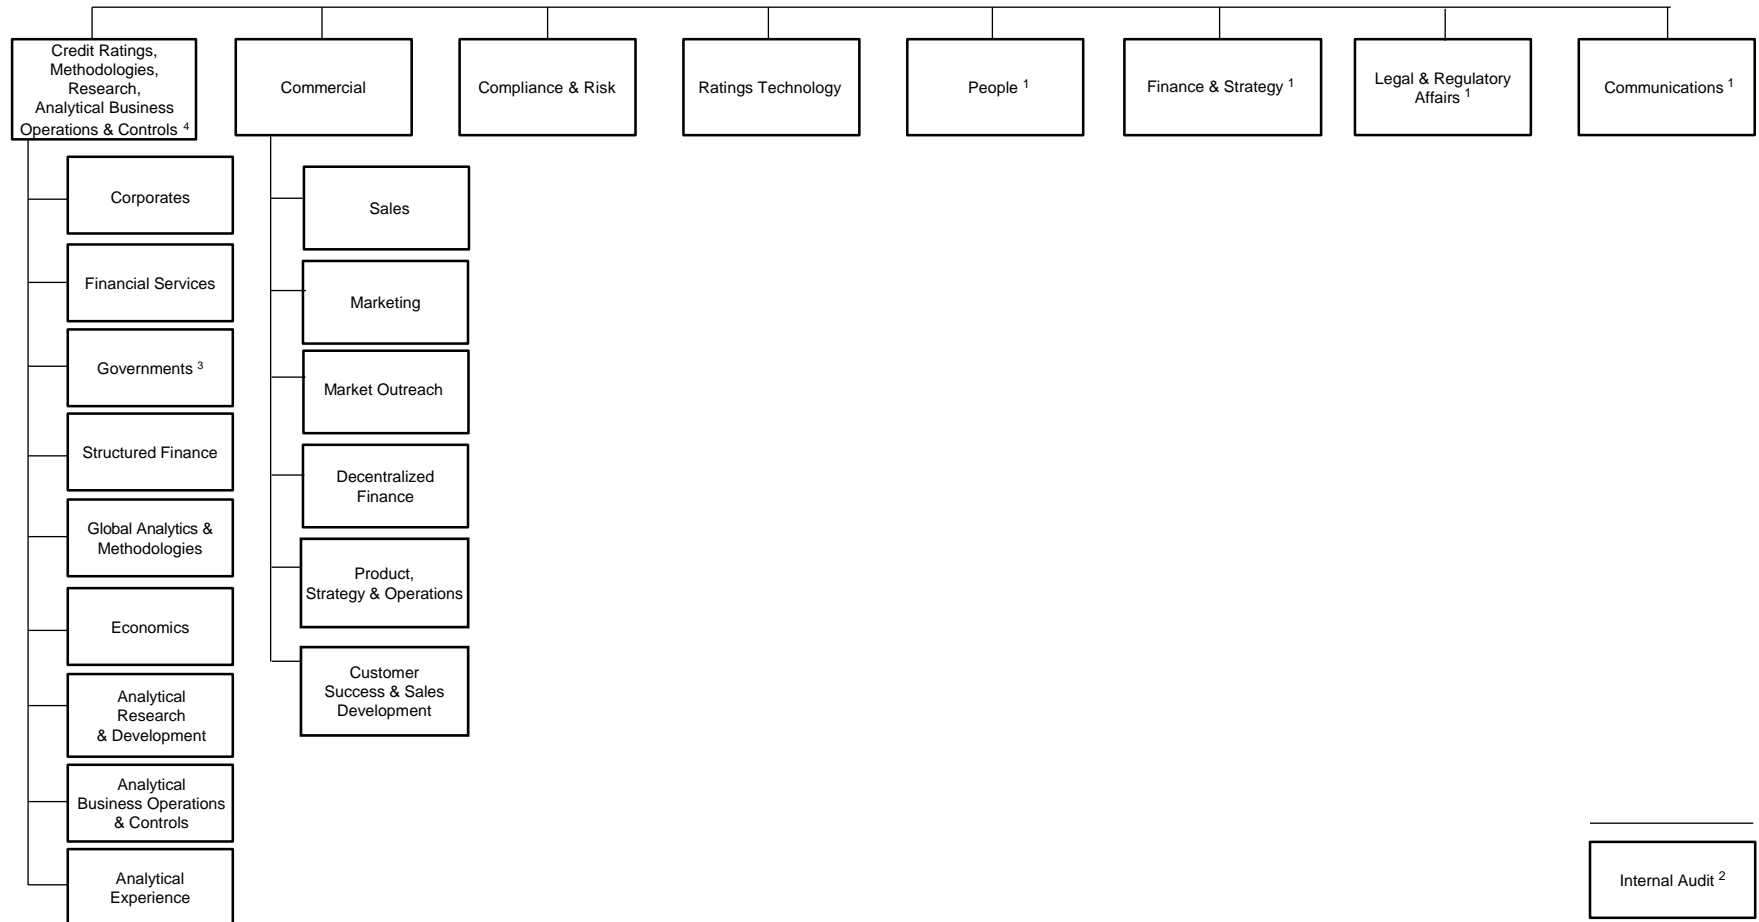 Credit Ratings,
Methodologies,
Research,
Analytical Business
Operations & Controls 4
Commercial
Compliance & Risk
Ratings Technology
People 1
Finance & Strategy 1
Legal & Regulatory
Affairs 1
Communications 1
Corporates
Financial Services
Governments 3
Structured Finance
Global Analytics &
Methodologies
Economics
Analytical
Research
& Development
Analytical
Business Operations
& Controls
Analytical
Experience
Sales
Marketing
Market Outreach
Decentralized
Finance
Product,
Strategy & Operations
Customer
Success & Sales
Development
Internal Audit 2